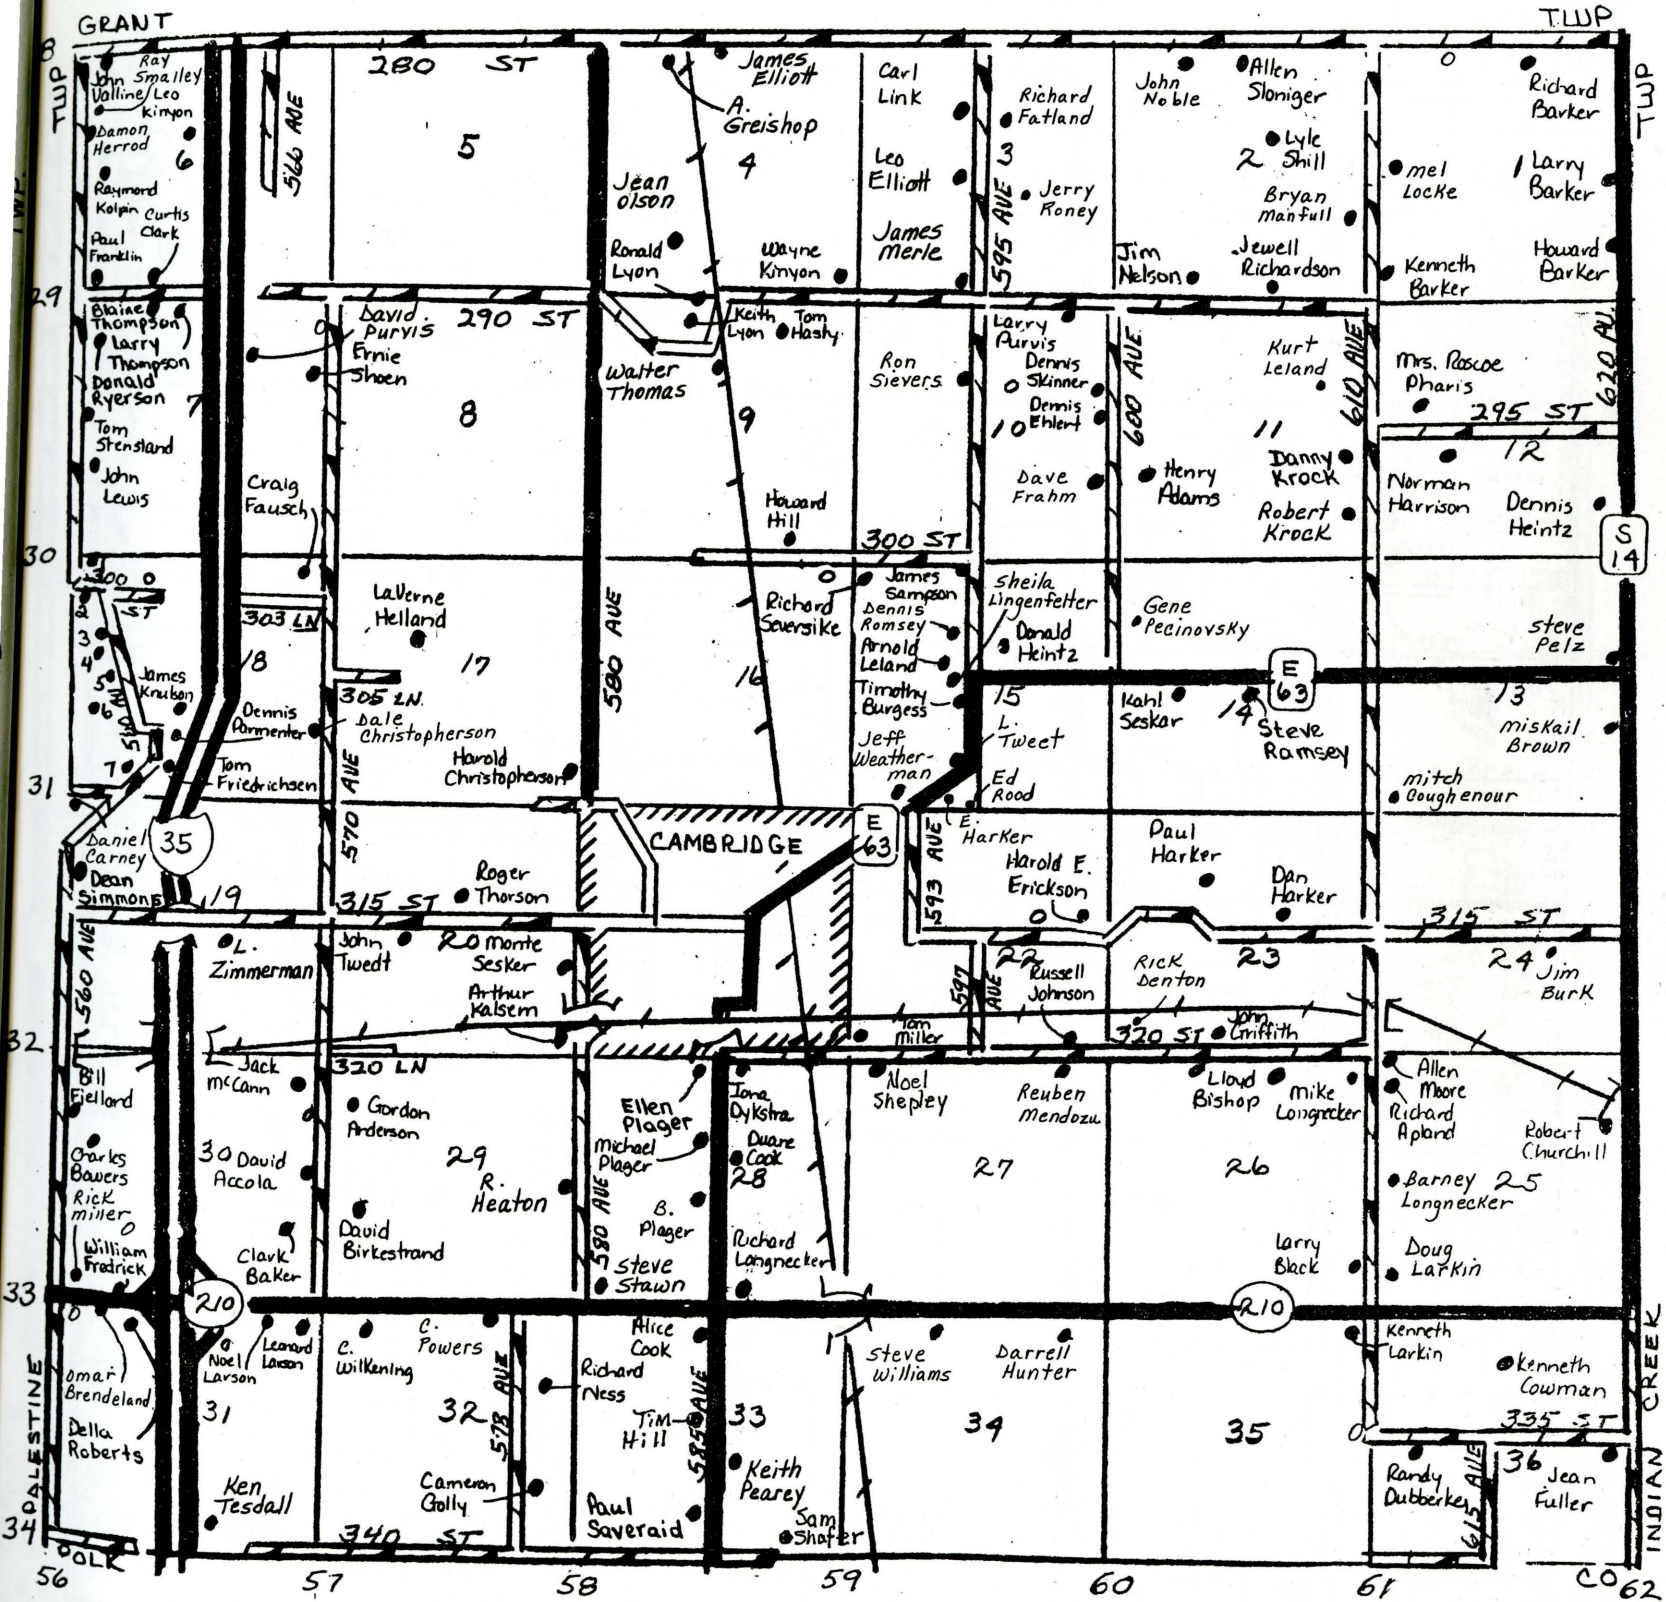 GRANT
TWP
8
TWP
TWP
TWP.
Ray
Smalley
John
Valline
Leo
Kinyon
Damon
Herrod
6
Raymond
Kolpin
Curtis
Clark
Paul
Franklin
566 AVE
280 ST
5
James
Elliott
A.
Greishop
4
Jean
Olson
Ronald
Lyon
Wayne
Kinyon
Carl
Link
Leo
Elliott
James
Merle
595 AVE
Richard
Fatland
3
Jerry
Roney
John
Noble
Allen
Sloniger
Lyle
Shill
2
Bryan
Manfull
Jim
Nelson
Jewell
Richardson
Richard
Barker
mel
Locke
1
Larry
Barker
Howard
Barker
Kenneth
Barker
29
Blaine
Thompson
Larry
Thompson
Donald
Ryerson
7
Tom
Stensland
John
Lewis
David
Purvis
Ernie
Shoen
290 ST
8
Craig
Fausch
Keith
Lyon
Tom
Hasty
Walter
Thomas
9
Howard
Hill
Ron
Sievers
300 ST
Larry
Purvis
Dennis
Skinner
Dennis
Ehlert
10
Dave
Frahm
600 AVE
Henry
Adams
Kurt
Leland
11
Danny
Krock
Robert
Krock
610 AVE
Mrs. Roscoe
Pharis
620 AV.
295 ST
12
Norman
Harrison
Dennis
Heintz
S
14
30
300
ST
2
3
4
5
6
7
James
Knutson
303 LN
18
Dennis
Parmenter
Tom
Friedrichsen
LaVerne
Helland
17
305 LN.
Dale
Christopherson
Harold
Christopherson
570 AVE
580 AVE
16
Richard
Seversike
James
Sampson
Dennis
Romsey
Arnold
Leland
Timothy
Burgess
Jeff
Weather-
man
Sheila
Lingenfelter
Donald
Heintz
15
L.
Tweet
Ed
Rood
E.
Harker
Gene
Pecinovsky
E
63
Kahl
Seskar
14
Steve
Ramsey
Steve
Pelz
13
miskail
Brown
mitch
Coughenour
31
Daniel
Carney
Dean
Simmons
35
19
315 ST
Roger
Thorson
CAMBRIDGE
E
63
593 AVE
Harold E.
Erickson
Paul
Harker
Dan
Harker
315 ST
560 AVE
L.
Zimmerman
John
Twedt
20
Monte
Sesker
Arthur
Kalsem
597
AVE
22
Russell
Johnson
Rick
Denton
23
24
Jim
Burk
32
Tom
Miller
320 ST
John
Griffith
Bill
Fjelland
Jack
McCann
320 LN
Gordon
Anderson
Ellen
Plager
Michael
Plager
Iona
Dykstra
Duane
Cook
28
Noel
Shepley
Reuben
Mendozu
Lloyd
Bishop
Mike
Longnecker
Allen
Moore
Richard
Apland
Robert
Churchill
Charles
Bowers
Rick
Miller
William
Fredrick
30
David
Accola
Clark
Baker
29
R.
Heaton
David
Birkestrand
580 AVE
B.
Plager
Steve
Stawn
Richard
Longnecker
27
26
Larry
Black
Barney
Longnecker
25
Doug
Larkin
33
210
210
Omar
Brendeland
Della
Roberts
Noel
Larson
Leonard
Larson
31
Ken
Tesdall
C.
Wilkening
C.
Powers
32
578 AVE
Cameron
Golly
Richard
Ness
Alice
Cook
Tim
Hill
585 AVE
Paul
Saveraid
33
Keith
Pearey
Sam
Shafer
Steve
Williams
Darrell
Hunter
34
35
Kenneth
Larkin
Kenneth
Cowman
335 ST
36
Randy
Dubberke
615 AVE
Jean
Fuller
PALESTINE
INDIAN CREEK
34
340 ST
POLK
CO
56
57
58
59
60
61
62